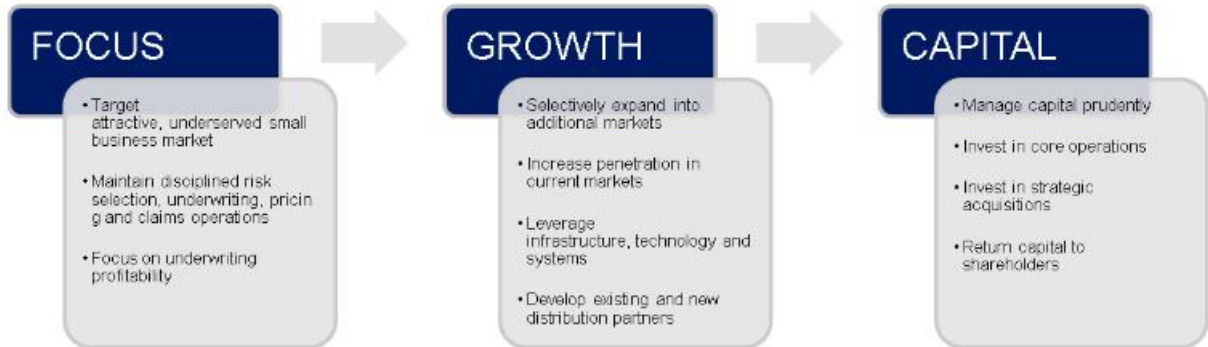 FOCUS
• Target
attractive, underserved small
business market
• Maintain disciplined risk
selection, underwriting, pricin
g and claims operations
• Focus on underwriting
profitability
GROWTH
• Selectively expand into
additional markets
• Increase penetration in
current markets
• Leverage
infrastructure, technology and
systems
• Develop existing and new
distribution partners
CAPITAL
• Manage capital prudently
• Invest in core operations
• Invest in strategic
acquisitions
• Return capital to
shareholders